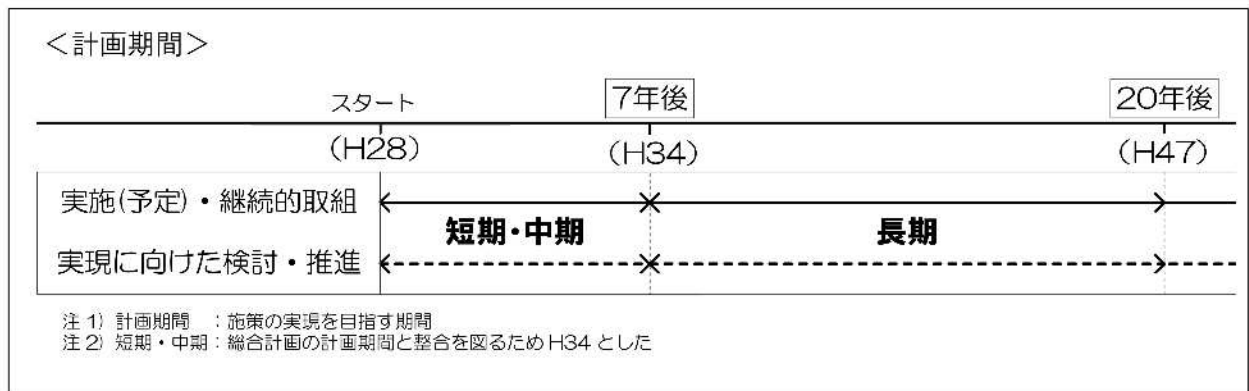 ＜計画期間＞
スタート 7年後 20年後
（H28） （H34） （H47）
実施(予定)・継続的取組
短期・中期 長期
実現に向けた検討・推進
注1) 計画期間 ：施策の実現を目指す期間
注2) 短期・中期：総合計画の計画期間と整合を図るためH34とした